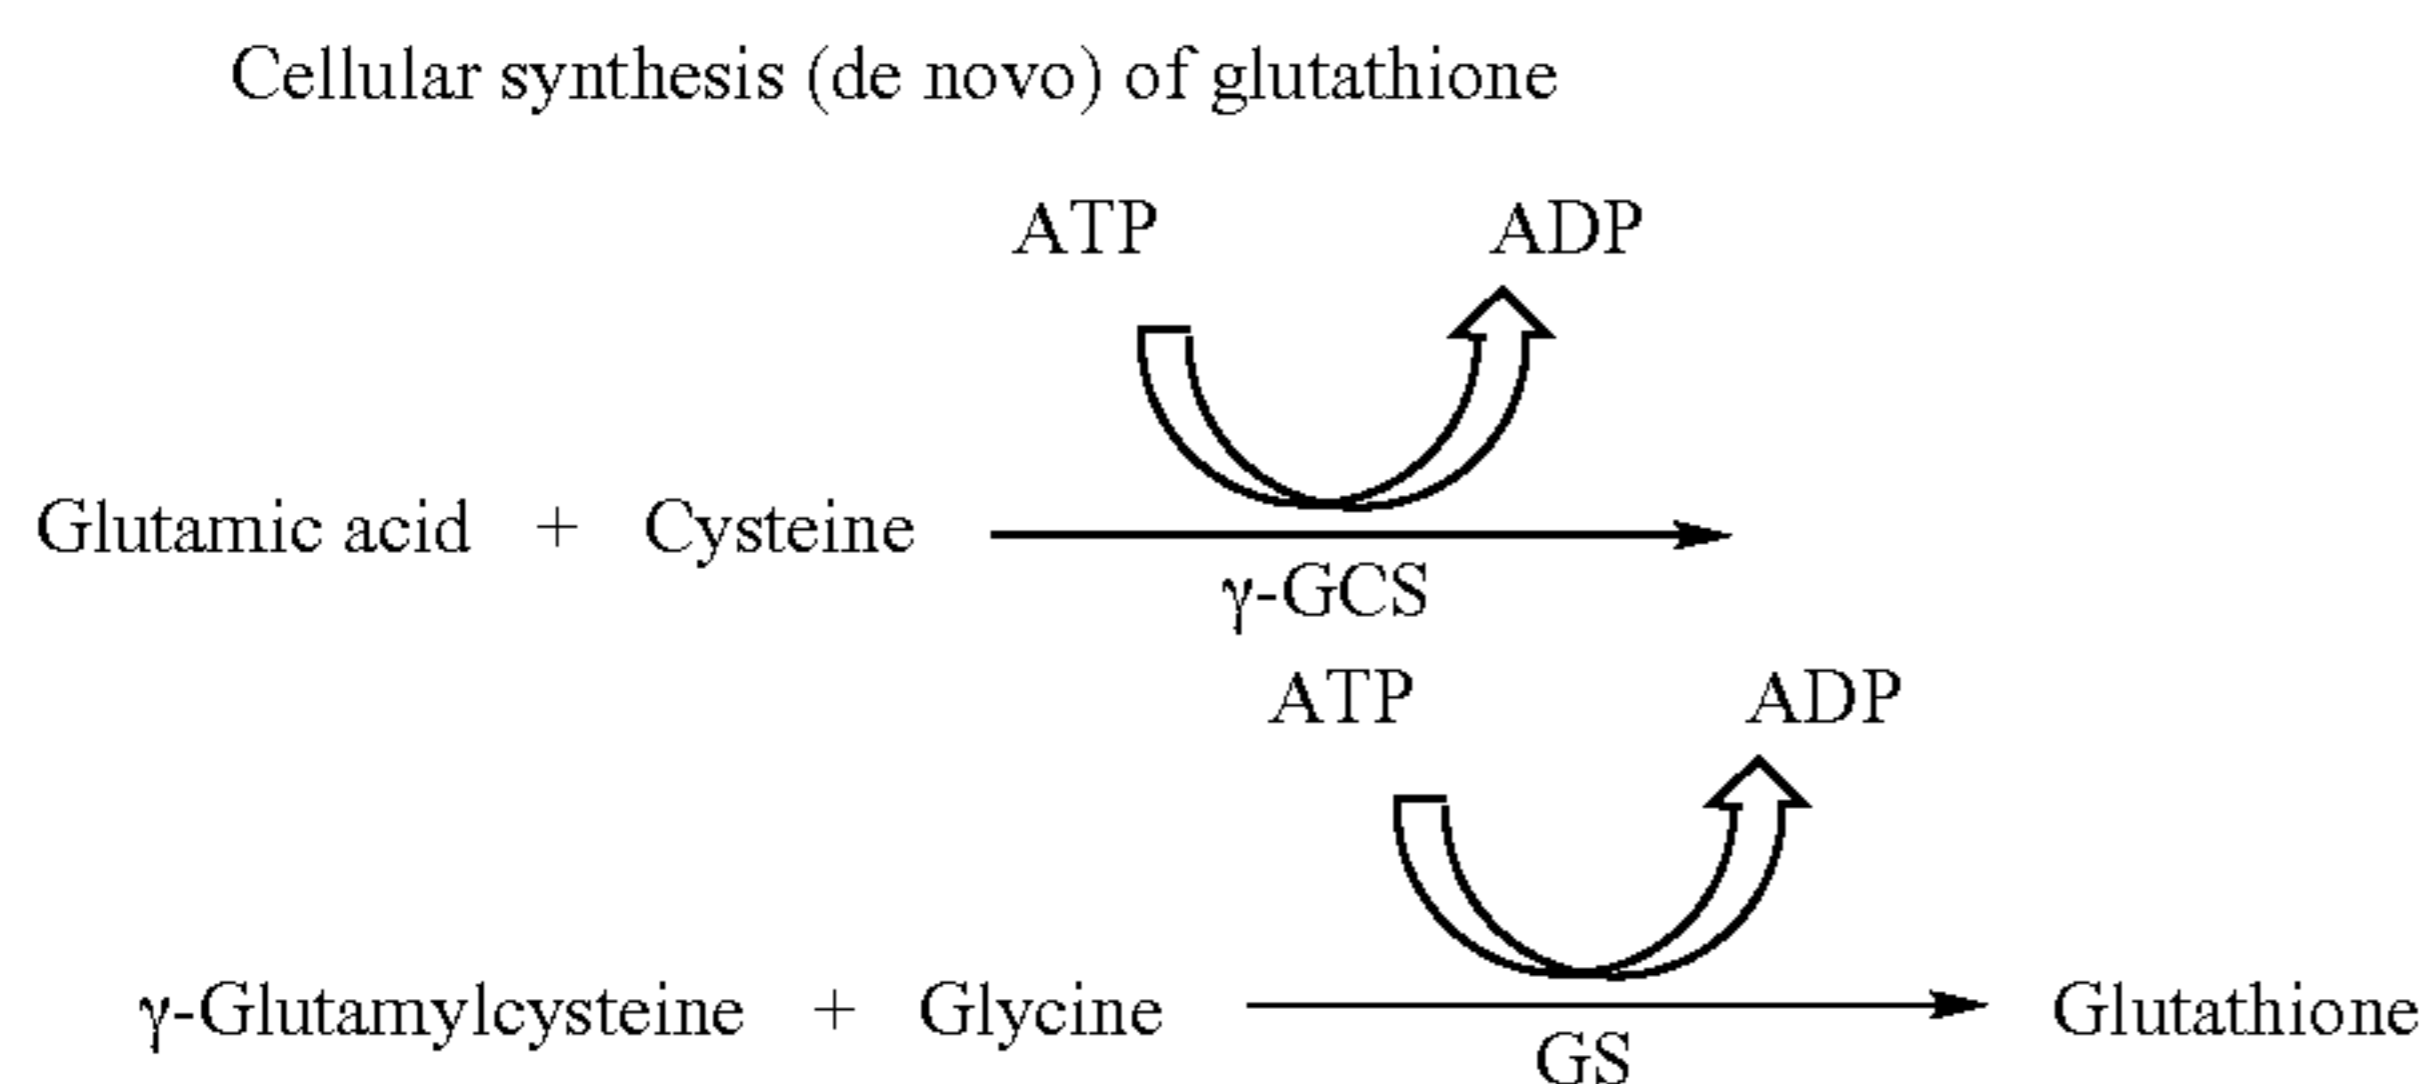 Cellular synthesis (de novo) of glutathione
ATP ADP
Glutamic acid + Cysteine
γ-GCS
ATP ADP
γ-Glutamylcysteine + Glycine Glutathione
GS